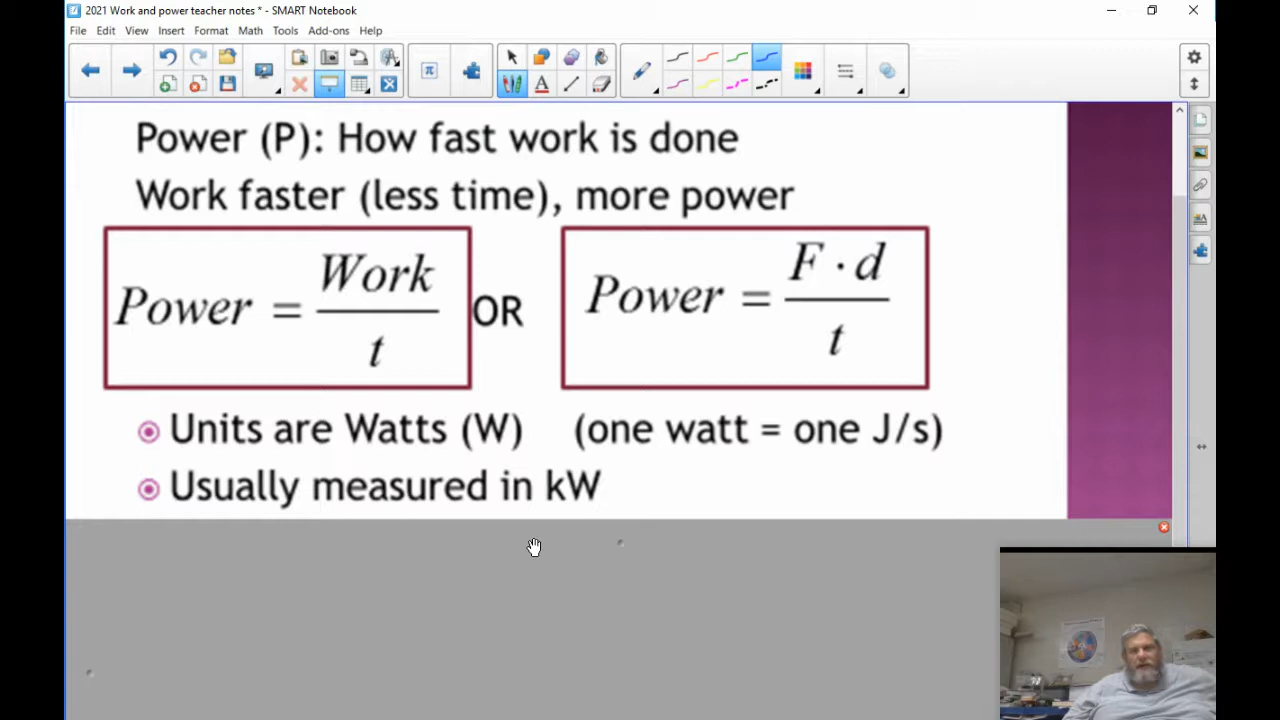 2021 Work and power teacher notes * - SMART Notebook
File Edit View Insert Format Math Tools Add-ons Help
Power (P): How fast work is done
Work faster (less time), more power
Power = Work / t OR Power = F · d / t
Units are Watts (W) (one watt = one J/s)
Usually measured in kW